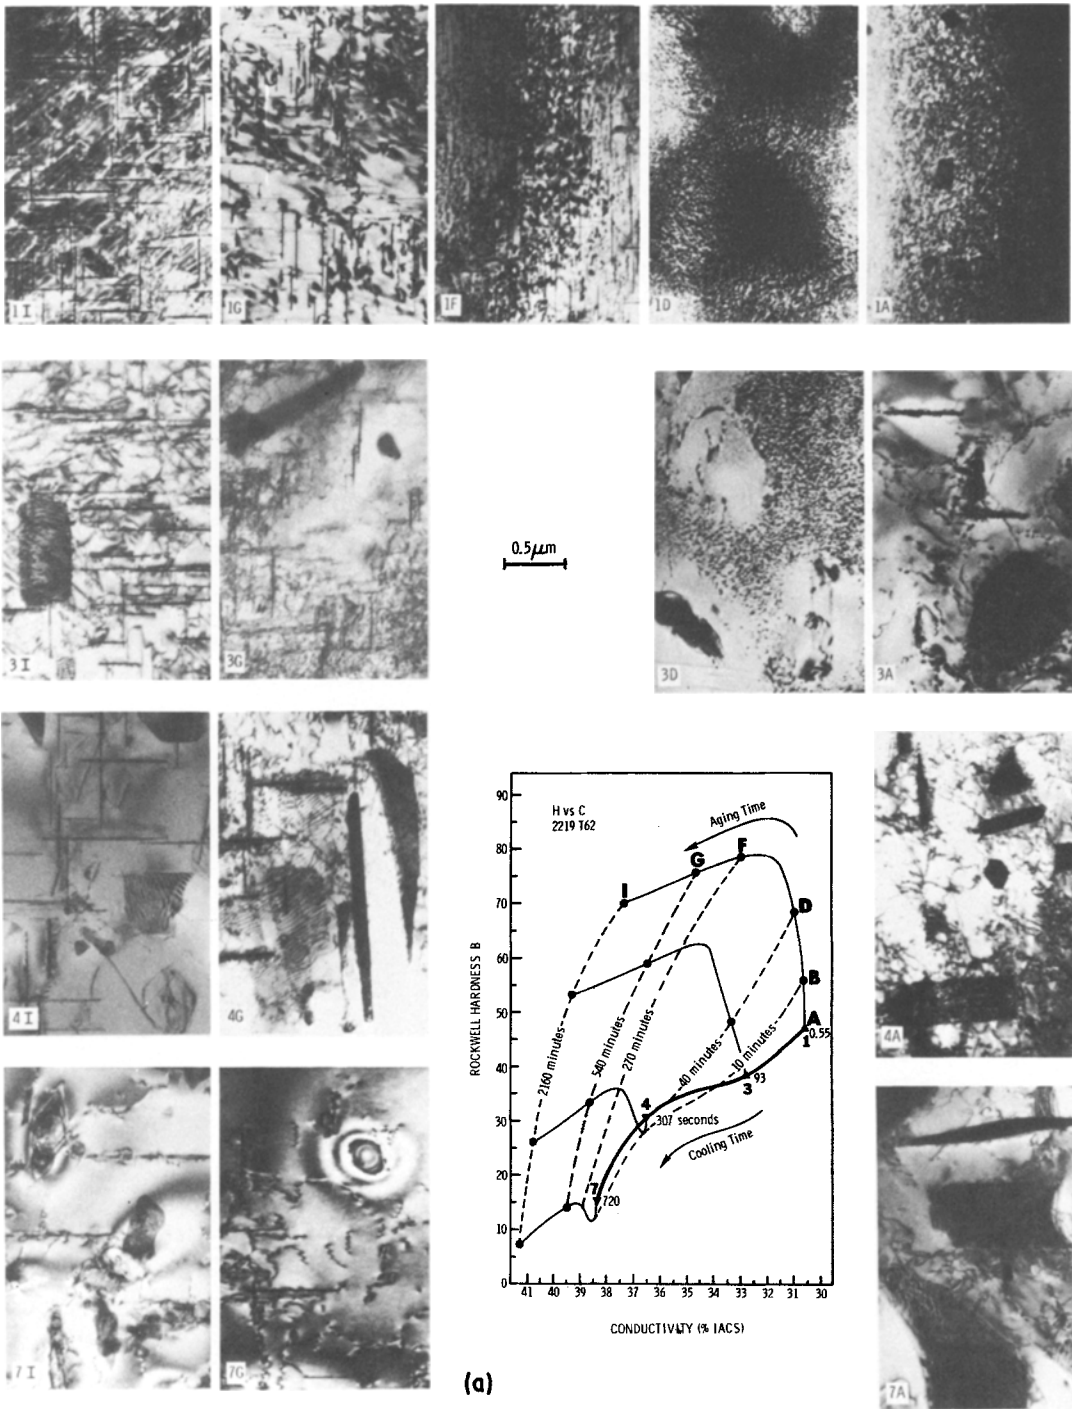 1I
1G
1F
1D
1A
3I
3G
0.5μm
3D
3A
4I
4G
4A
H vs C
2219 T62
Aging Time
90
80
70
60
50
40
30
20
10
0
I
G
F
D
B
A
0.55
1
93
3
4
307 seconds
7
720
2160 minutes
540 minutes
270 minutes
40 minutes
10 minutes
Cooling Time
ROCKWELL HARDNESS B
41 40 39 38 37 36 35 34 33 32 31 30
CONDUCTIVITY (% IACS)
7I
7G
7A
(a)